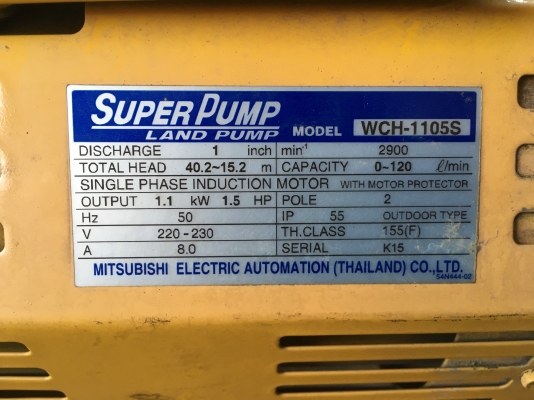 SUPER PUMP
LAND PUMP MODEL WCH-1105S
DISCHARGE 1 inch min⁻¹ 2900
TOTAL HEAD 40.2~15.2 m CAPACITY 0~120 ℓ/min
SINGLE PHASE INDUCTION MOTOR WITH MOTOR PROTECTOR
OUTPUT 1.1 kW 1.5 HP POLE 2
Hz 50 IP 55 OUTDOOR TYPE
V 220-230 TH.CLASS 155(F)
A 8.0 SERIAL K15
MITSUBISHI ELECTRIC AUTOMATION (THAILAND) CO.,LTD.
54N444-02